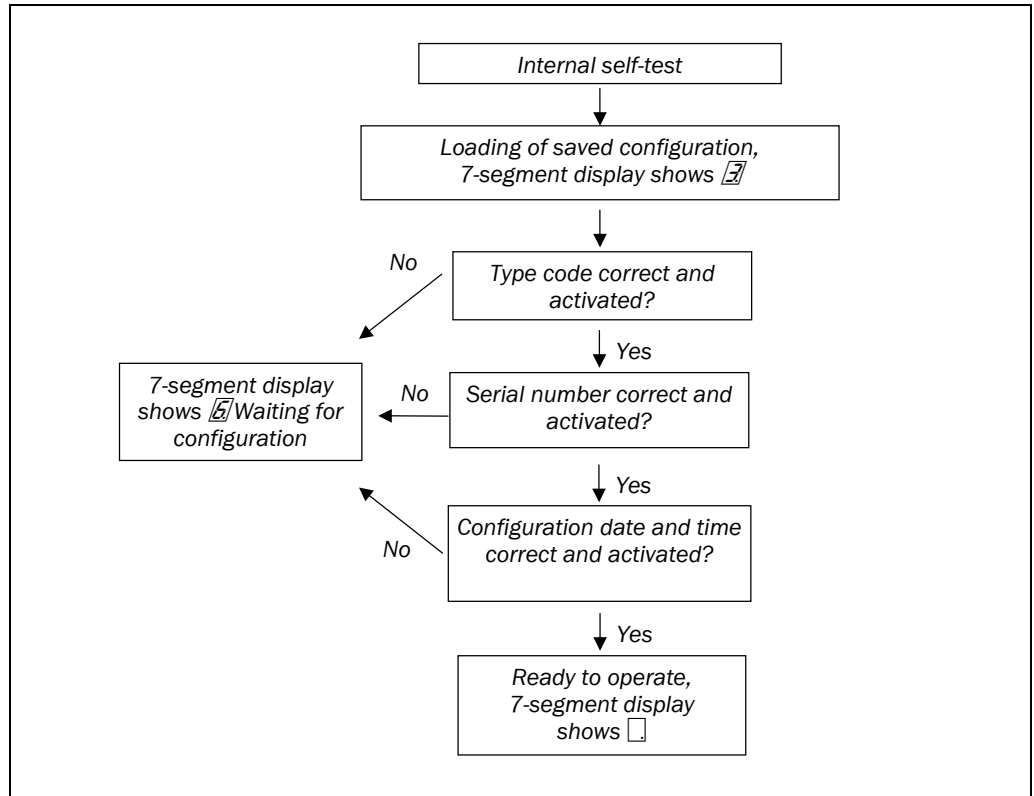 Internal self-test
Loading of saved configuration,
7-segment display shows 3.
No
Type code correct and
activated?
Yes
7-segment display
shows 6. Waiting for
configuration
No
Serial number correct and
activated?
Yes
No
Configuration date and time
correct and activated?
Yes
Ready to operate,
7-segment display
shows .